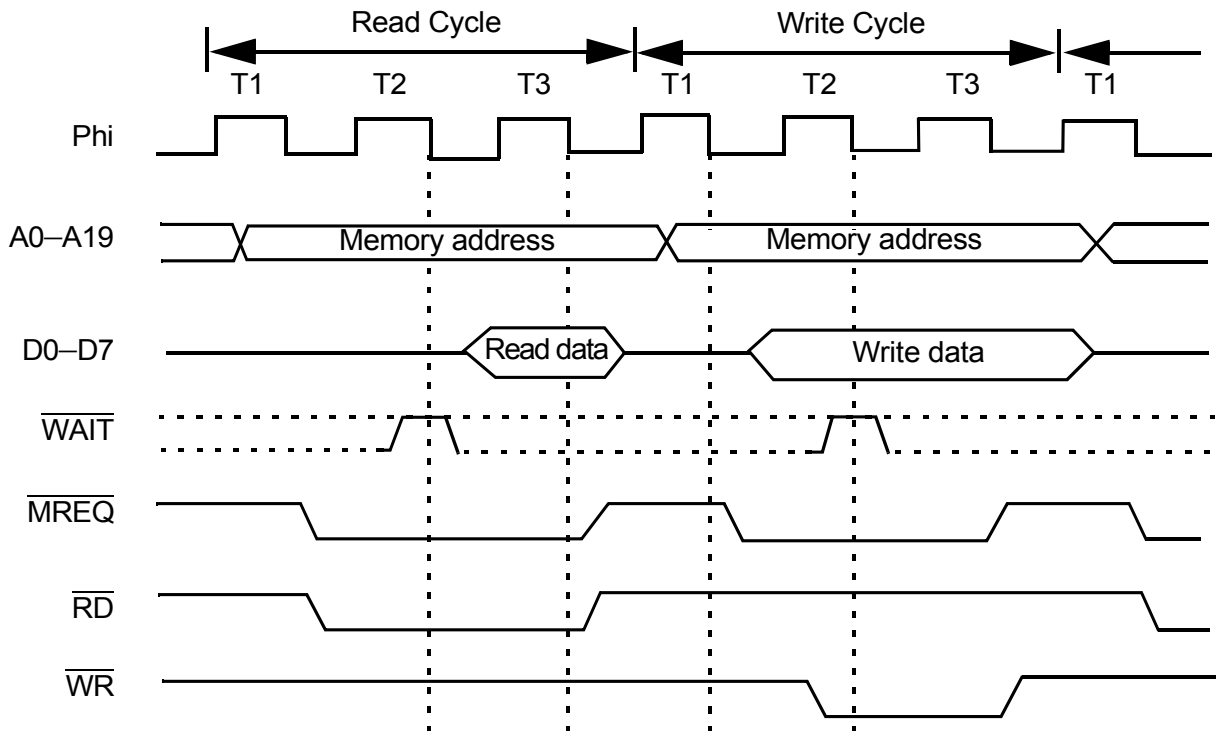 Read Cycle Write Cycle
T1 T2 T3 T1 T2 T3 T1
Phi
A0–A19 Memory address Memory address
D0–D7 Read data Write data
WAIT
MREQ
RD
WR